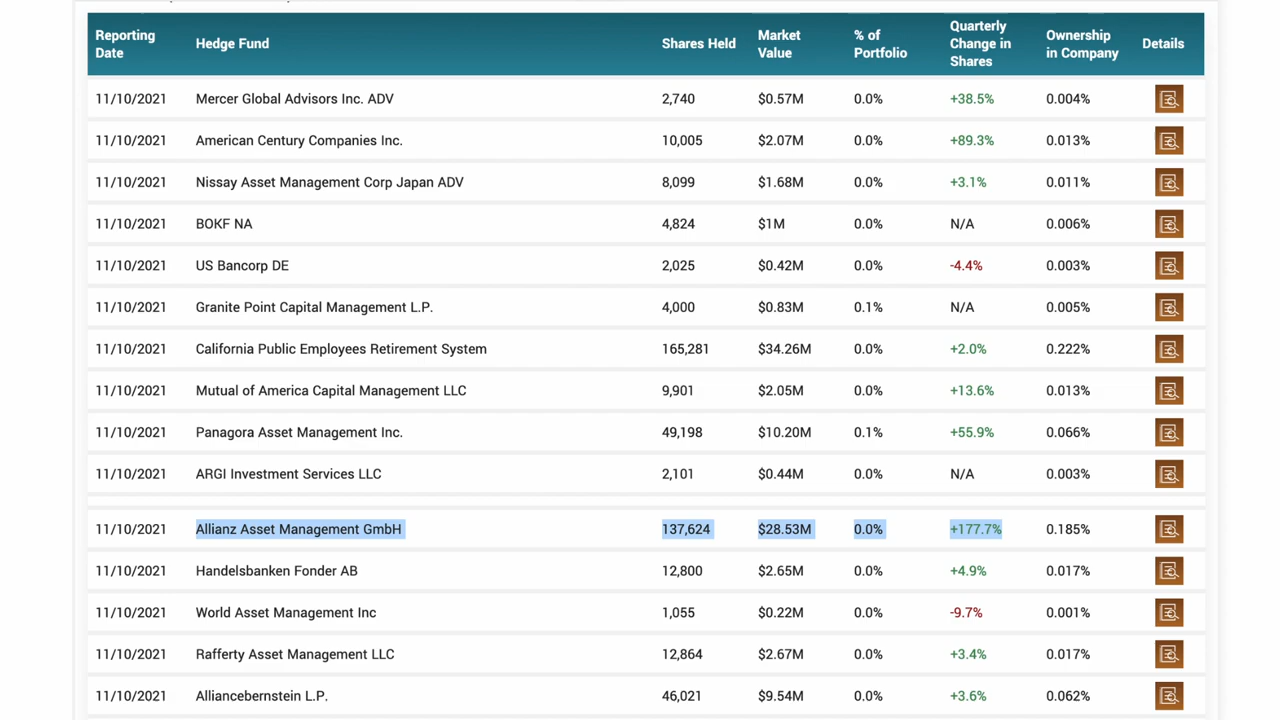 Reporting Date Hedge Fund Shares Held Market Value % of Portfolio Quarterly Change in Shares Ownership in Company Details
11/10/2021 Mercer Global Advisors Inc. ADV 2,740 $0.57M 0.0% +38.5% 0.004%
11/10/2021 American Century Companies Inc. 10,005 $2.07M 0.0% +89.3% 0.013%
11/10/2021 Nissay Asset Management Corp Japan ADV 8,099 $1.68M 0.0% +3.1% 0.011%
11/10/2021 BOKF NA 4,824 $1M 0.0% N/A 0.006%
11/10/2021 US Bancorp DE 2,025 $0.42M 0.0% -4.4% 0.003%
11/10/2021 Granite Point Capital Management L.P. 4,000 $0.83M 0.1% N/A 0.005%
11/10/2021 California Public Employees Retirement System 165,281 $34.26M 0.0% +2.0% 0.222%
11/10/2021 Mutual of America Capital Management LLC 9,901 $2.05M 0.0% +13.6% 0.013%
11/10/2021 Panagora Asset Management Inc. 49,198 $10.20M 0.1% +55.9% 0.066%
11/10/2021 ARGI Investment Services LLC 2,101 $0.44M 0.0% N/A 0.003%
11/10/2021 Allianz Asset Management GmbH 137,624 $28.53M 0.0% +177.7% 0.185%
11/10/2021 Handelsbanken Fonder AB 12,800 $2.65M 0.0% +4.9% 0.017%
11/10/2021 World Asset Management Inc 1,055 $0.22M 0.0% -9.7% 0.001%
11/10/2021 Rafferty Asset Management LLC 12,864 $2.67M 0.0% +3.4% 0.017%
11/10/2021 Alliancebernstein L.P. 46,021 $9.54M 0.0% +3.6% 0.062%